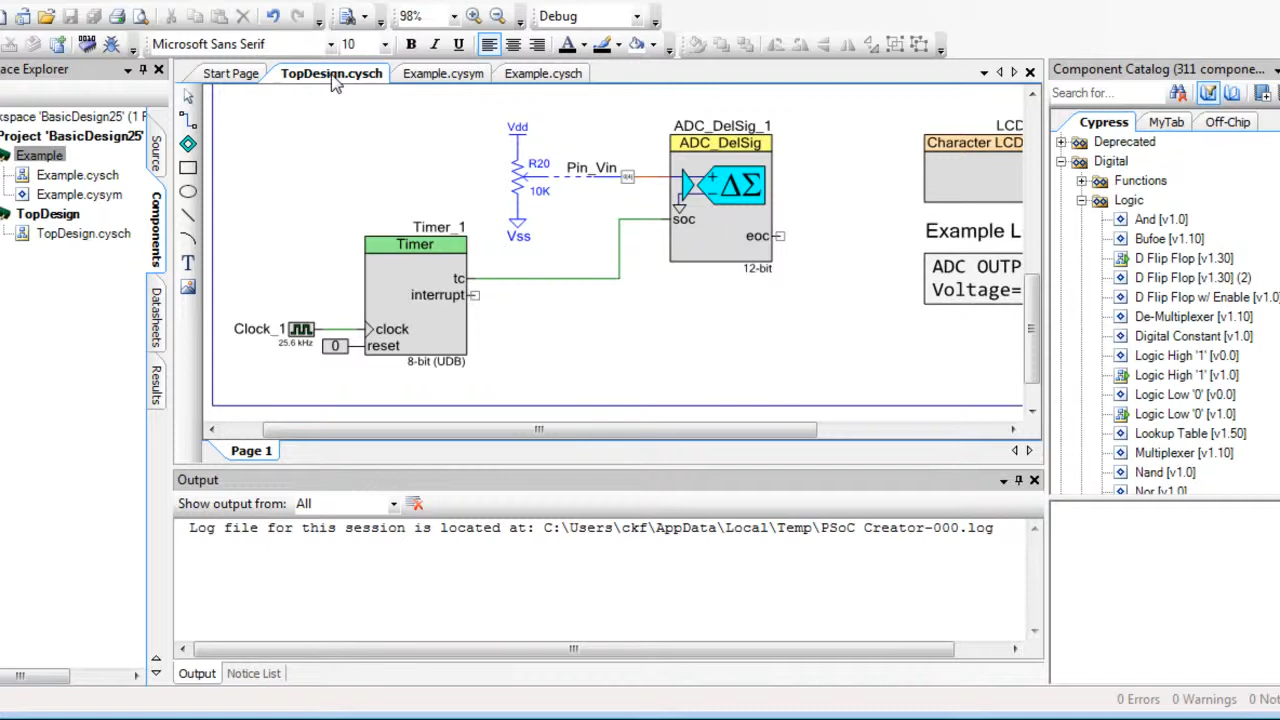 98%
Debug
Microsoft Sans Serif
10
B I U
A
ace Explorer
Start Page
TopDesign.cysch
Example.cysym
Example.cysch
Component Catalog (311 compone...
Search for...
kspace 'BasicDesign25' (1 P
Project 'BasicDesign25'
Example
Example.cysch
Example.cysym
TopDesign
TopDesign.cysch
Source
Components
Datasheets
Results
T
Vdd
R20
10K
Vss
Pin_Vin
ADC_DelSig_1
ADC_DelSig
ΔΣ
soc
eoc
12-bit
Timer_1
Timer
tc
interrupt
clock
reset
8-bit (UDB)
Clock_1
25.6 kHz
0
LCD
Character LCD
Example L
ADC OUTP
Voltage=
Page 1
Cypress
MyTab
Off-Chip
Deprecated
Digital
Functions
Logic
And [v1.0]
Bufoe [v1.10]
D Flip Flop [v1.30]
D Flip Flop [v1.30] (2)
D Flip Flop w/ Enable [v1.0]
De-Multiplexer [v1.10]
Digital Constant [v1.0]
Logic High '1' [v0.0]
Logic High '1' [v1.0]
Logic Low '0' [v0.0]
Logic Low '0' [v1.0]
Lookup Table [v1.50]
Multiplexer [v1.10]
Nand [v1.0]
Nor [v1.0]
Output
Show output from: All
Log file for this session is located at: C:\Users\ckf\AppData\Local\Temp\PSoC Creator-000.log
Output
Notice List
0 Errors
0 Warnings
0 Not